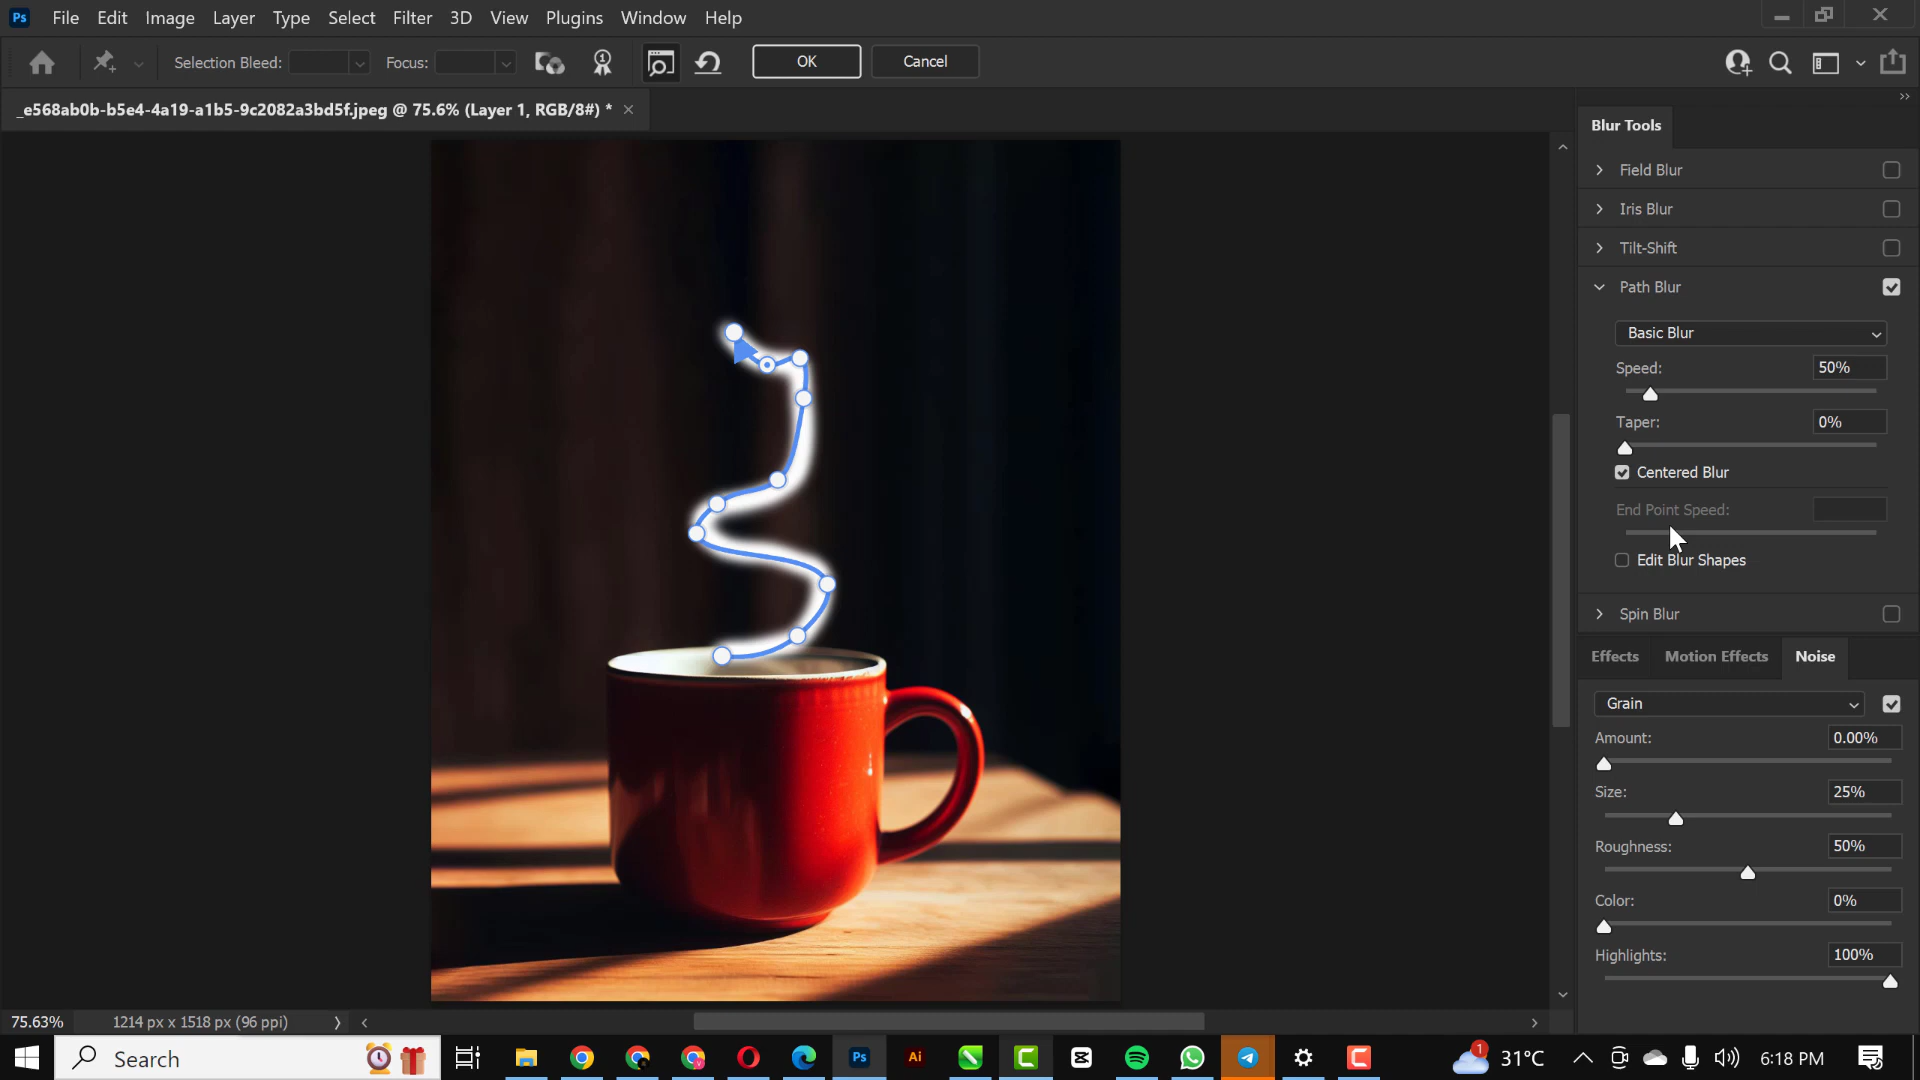 Ps File Edit Image Layer Type Select Filter 3D View Plugins Window Help
Selection Bleed: Focus: OK Cancel
_e568ab0b-b5e4-4a19-a1b5-9c2082a3bd5f.jpeg @ 75.6% (Layer 1, RGB/8#) * ×
Blur Tools
Field Blur
Iris Blur
Tilt-Shift
Path Blur
Basic Blur
Speed: 50%
Taper: 0%
Centered Blur
End Point Speed:
Edit Blur Shapes
Spin Blur
Effects Motion Effects Noise
Grain
Amount: 0.00%
Size: 25%
Roughness: 50%
Color: 0%
Highlights: 100%
75.63% 1214 px x 1518 px (96 ppi)
Search Ps Ai 1 31°C 6:18 PM